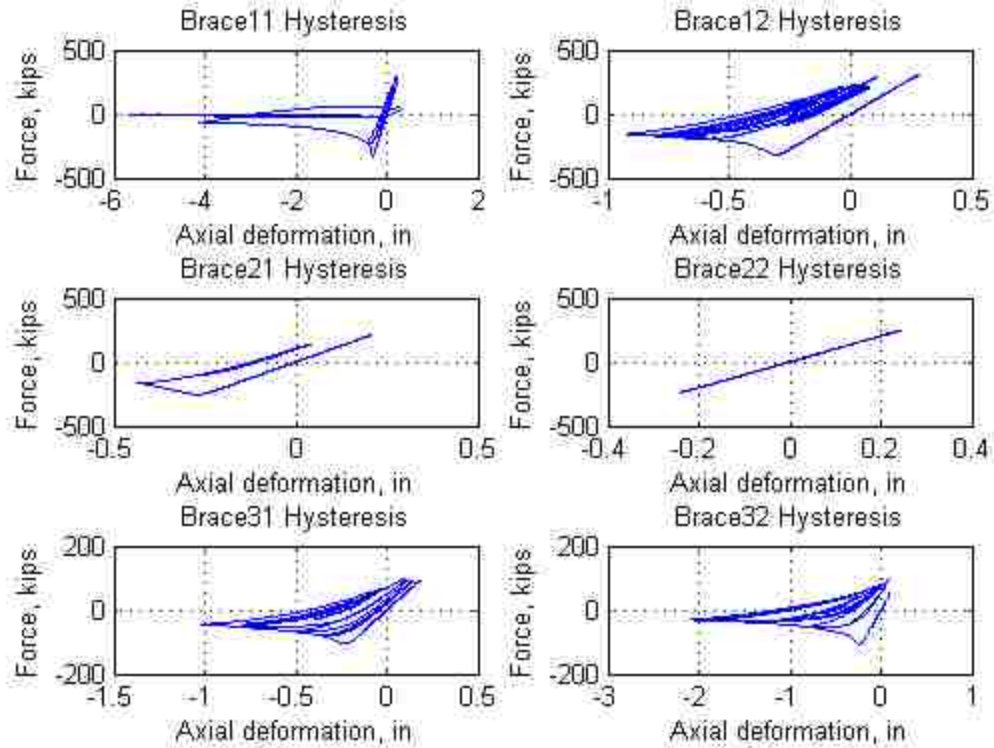 Brace11 Hysteresis
Force, kips
500
0
-500
-6
-4
-2
0
2
Axial deformation, in
Brace12 Hysteresis
Force, kips
500
0
-500
-1
-0.5
0
0.5
Axial deformation, in
Brace21 Hysteresis
Force, kips
500
0
-500
-0.5
0
0.5
Axial deformation, in
Brace22 Hysteresis
Force, kips
500
0
-500
-0.4
-0.2
0
0.2
0.4
Axial deformation, in
Brace31 Hysteresis
Force, kips
200
0
-200
-1.5
-1
-0.5
0
0.5
Axial deformation, in
Brace32 Hysteresis
Force, kips
200
0
-200
-3
-2
-1
0
1
Axial deformation, in